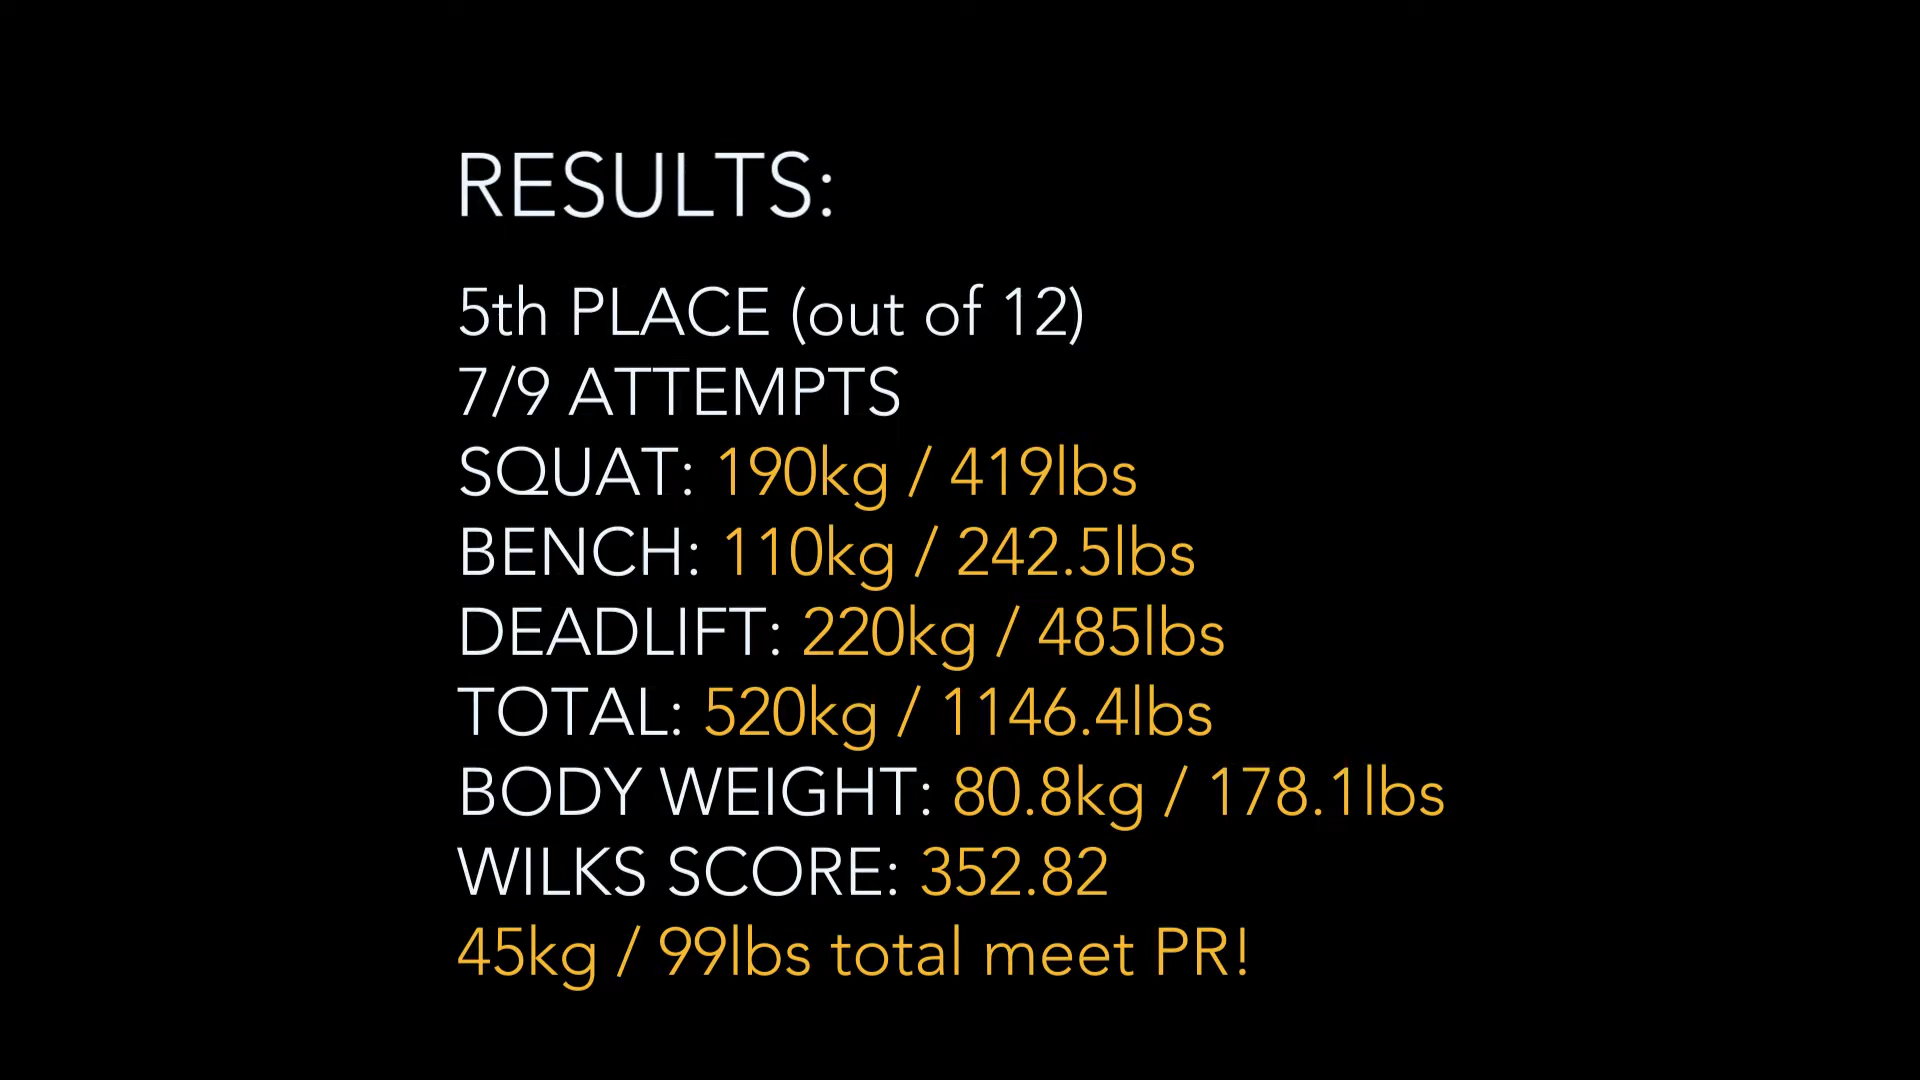 RESULTS:
5th PLACE (out of 12)
7/9 ATTEMPTS
SQUAT: 190kg / 419lbs
BENCH: 110kg / 242.5lbs
DEADLIFT: 220kg / 485lbs
TOTAL: 520kg / 1146.4lbs
BODY WEIGHT: 80.8kg / 178.1lbs
WILKS SCORE: 352.82
45kg / 99lbs total meet PR!